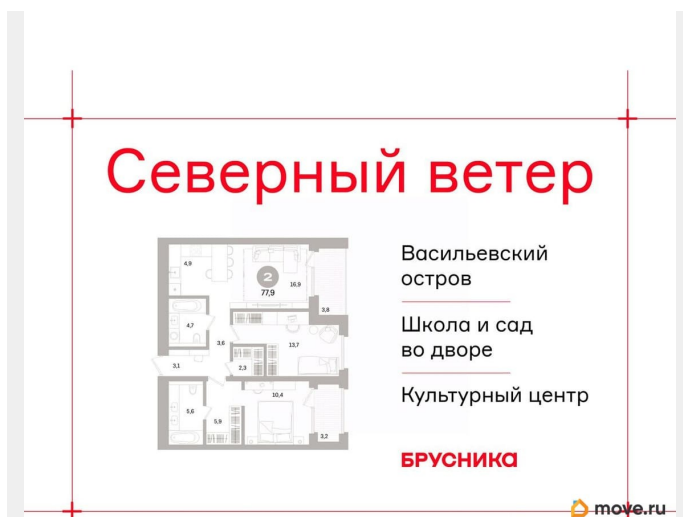 Северный ветер
Васильевский
остров
Школа и сад
во дворе
Культурный центр
БРУСНИКА
4,9
2
77,9
16,9
3,8
4,7
3,6
13,7
3,1
2,3
10,4
5,6
5,9
3,2
move.ru